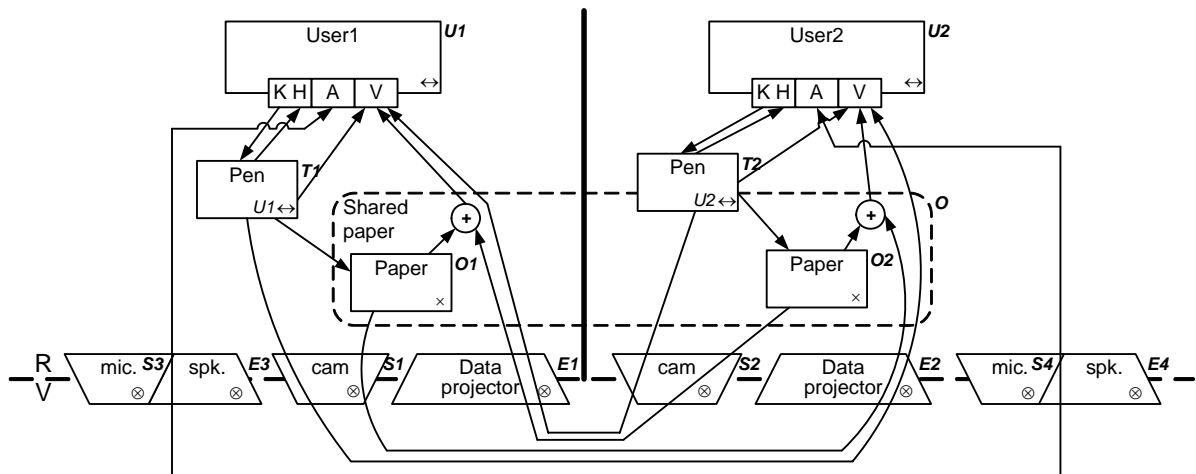 User1 U1
User2 U2
↔
↔
K H A V
K H A V
Pen T1
Pen T2
U1↔
U2↔
Shared
paper
O
+
+
Paper O1
Paper O2
×
×
R
V
mic. S3 spk. E3 cam S1 Data
projector E1 cam S2 Data
projector E2 mic. S4 spk. E4
⊗ ⊗ ⊗ ⊗ ⊗ ⊗ ⊗ ⊗